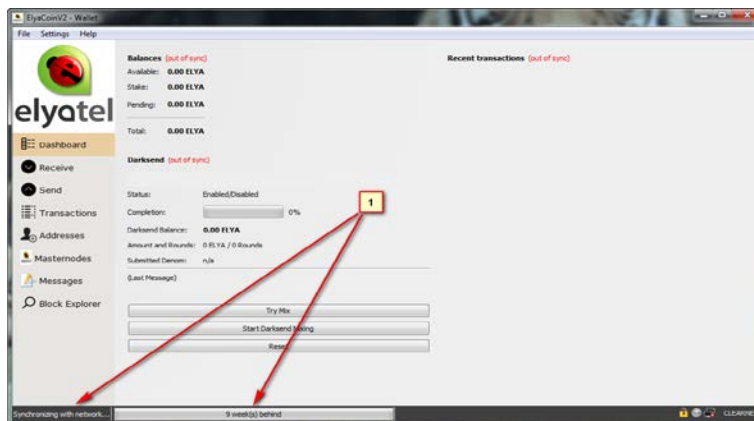 ElyaCoinV2 - Wallet
File Settings Help
elyatel
Dashboard
Receive
Send
Transactions
Addresses
Masternodes
Messages
Block Explorer
Balances (out of sync)
Available: 0.00 ELYA
Stake: 0.00 ELYA
Pending: 0.00 ELYA
Total: 0.00 ELYA
Darksend (out of sync)
Status: Enabled/Disabled
Completion: 0%
Darksend Balance: 0.00 ELYA
Amount and Rounds: 0 ELYA / 0 Rounds
Submitted Denom: n/a
(Last Message)
Try Mix
Start Darksend Mixing
Reset
Recent transactions (out of sync)
1
Synchronizing with network...
9 week(s) behind